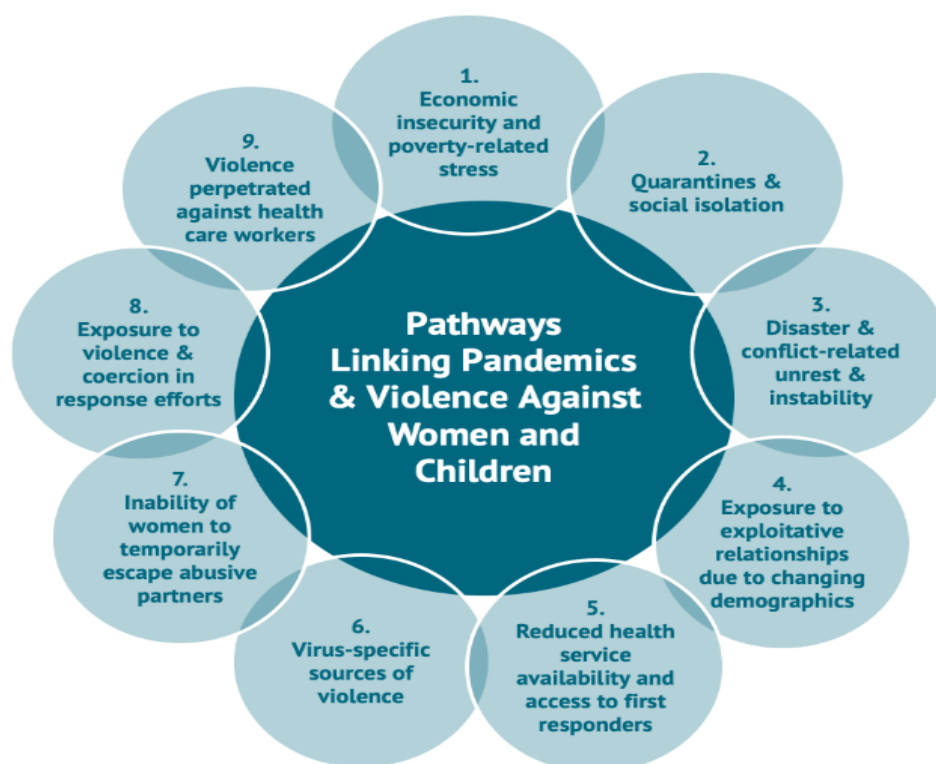 Pathways
Linking Pandemics
& Violence Against
Women and
Children
1.
Economic
insecurity and
poverty-related
stress
2.
Quarantines &
social isolation
3.
Disaster &
conflict-related
unrest &
instability
4.
Exposure to
exploitative
relationships
due to changing
demographics
5.
Reduced health
service
availability and
access to first
responders
6.
Virus-specific
sources of
violence
7.
Inability of
women to
temporarily
escape abusive
partners
8.
Exposure to
violence &
coercion in
response efforts
9.
Violence
perpetrated
against health
care workers